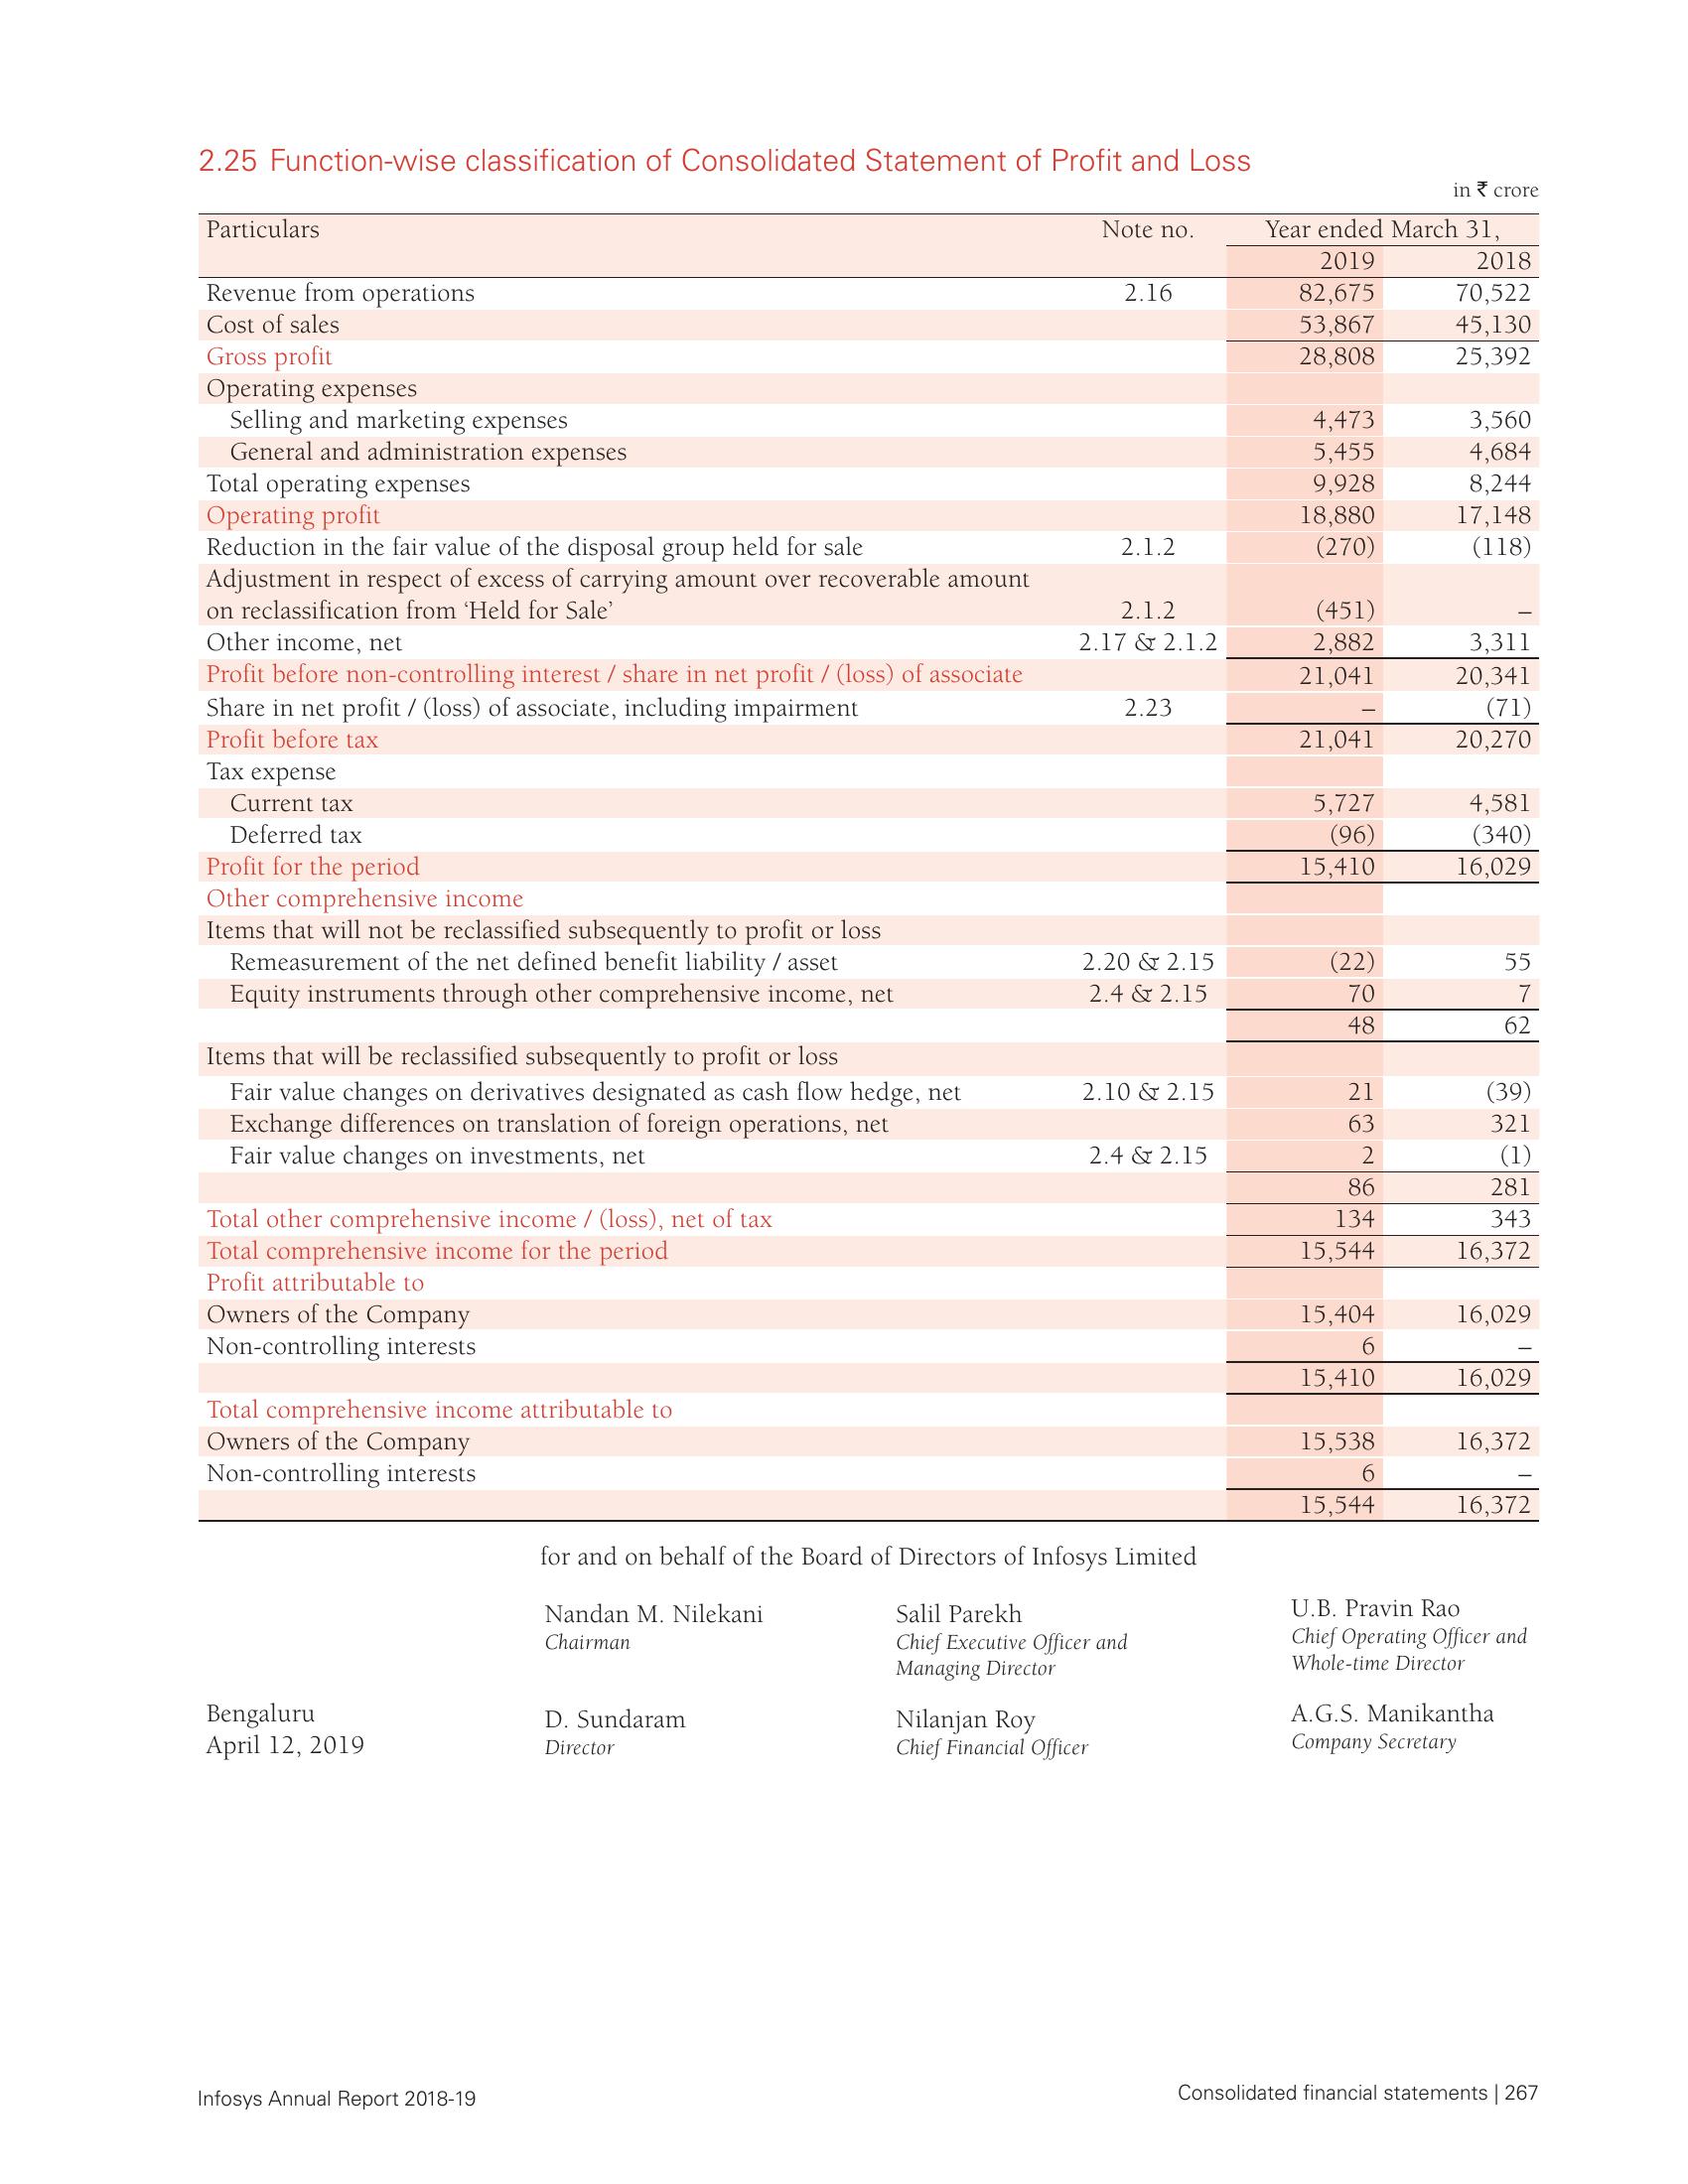 2.25 Function-wise classification of Consolidated Statement of Profit and Loss
in ₹ crore
Particulars Note no. Year ended March 31,
2019 2018
Revenue from operations 2.16 82,675 70,522
Cost of sales 53,867 45,130
Gross profit 28,808 25,392
Operating expenses
Selling and marketing expenses 4,473 3,560
General and administration expenses 5,455 4,684
Total operating expenses 9,928 8,244
Operating profit 18,880 17,148
Reduction in the fair value of the disposal group held for sale 2.1.2 (270) (118)
Adjustment in respect of excess of carrying amount over recoverable amount
on reclassification from ‘Held for Sale’ 2.1.2 (451) –
Other income, net 2.17 & 2.1.2 2,882 3,311
Profit before non-controlling interest / share in net profit / (loss) of associate 21,041 20,341
Share in net profit / (loss) of associate, including impairment 2.23 – (71)
Profit before tax 21,041 20,270
Tax expense
Current tax 5,727 4,581
Deferred tax (96) (340)
Profit for the period 15,410 16,029
Other comprehensive income
Items that will not be reclassified subsequently to profit or loss
Remeasurement of the net defined benefit liability / asset 2.20 & 2.15 (22) 55
Equity instruments through other comprehensive income, net 2.4 & 2.15 70 7
48 62
Items that will be reclassified subsequently to profit or loss
Fair value changes on derivatives designated as cash flow hedge, net 2.10 & 2.15 21 (39)
Exchange differences on translation of foreign operations, net 63 321
Fair value changes on investments, net 2.4 & 2.15 2 (1)
86 281
Total other comprehensive income / (loss), net of tax 134 343
Total comprehensive income for the period 15,544 16,372
Profit attributable to
Owners of the Company 15,404 16,029
Non-controlling interests 6 –
15,410 16,029
Total comprehensive income attributable to
Owners of the Company 15,538 16,372
Non-controlling interests 6 –
15,544 16,372
for and on behalf of the Board of Directors of Infosys Limited
Nandan M. Nilekani Salil Parekh U.B. Pravin Rao
Chairman Chief Executive Officer and Chief Operating Officer and
Managing Director Whole-time Director
Bengaluru D. Sundaram Nilanjan Roy A.G.S. Manikantha
April 12, 2019 Director Chief Financial Officer Company Secretary
Infosys Annual Report 2018-19 Consolidated financial statements | 267